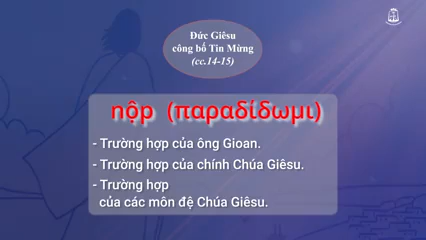 Đức Giêsu
công bố Tin Mừng
(cc.14-15)
nộp (παραδίδωμι)
- Trường hợp của ông Gioan.
- Trường hợp của chính Chúa Giêsu.
- Trường hợp
của các môn đệ Chúa Giêsu.